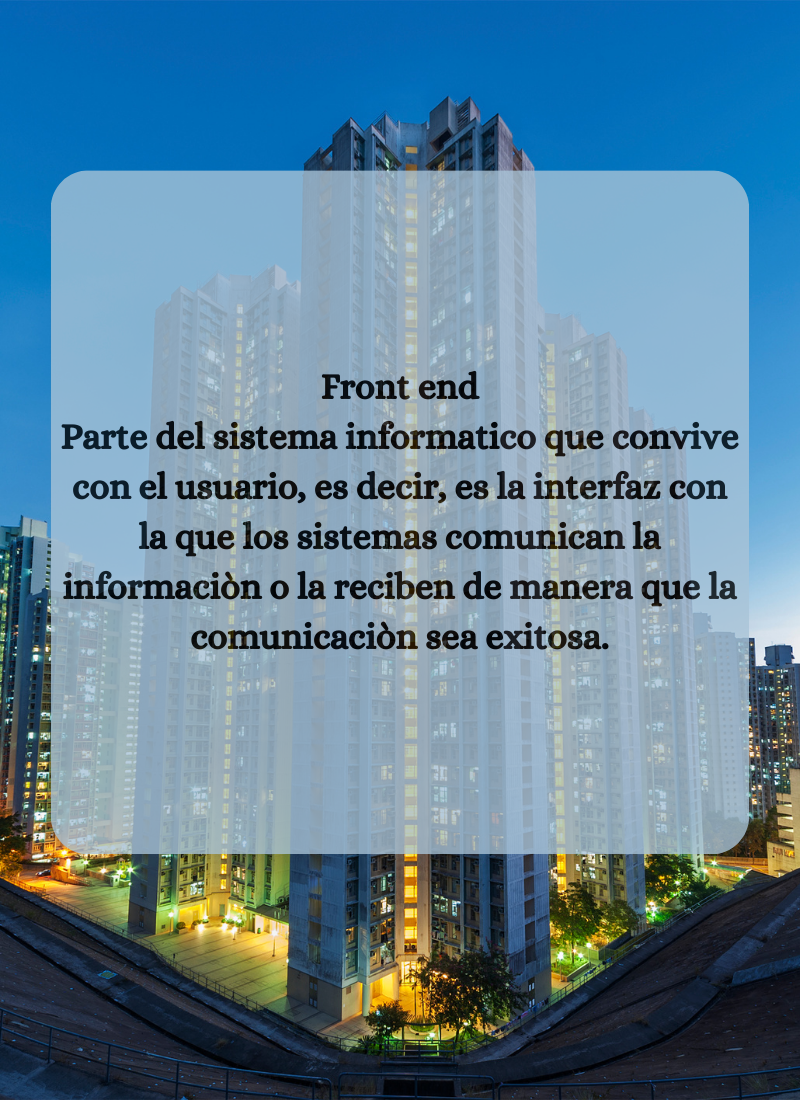 Front end
Parte del sistema informatico que convive
con el usuario, es decir, es la interfaz con
la que los sistemas comunican la
informaciòn o la reciben de manera que la
comunicaciòn sea exitosa.